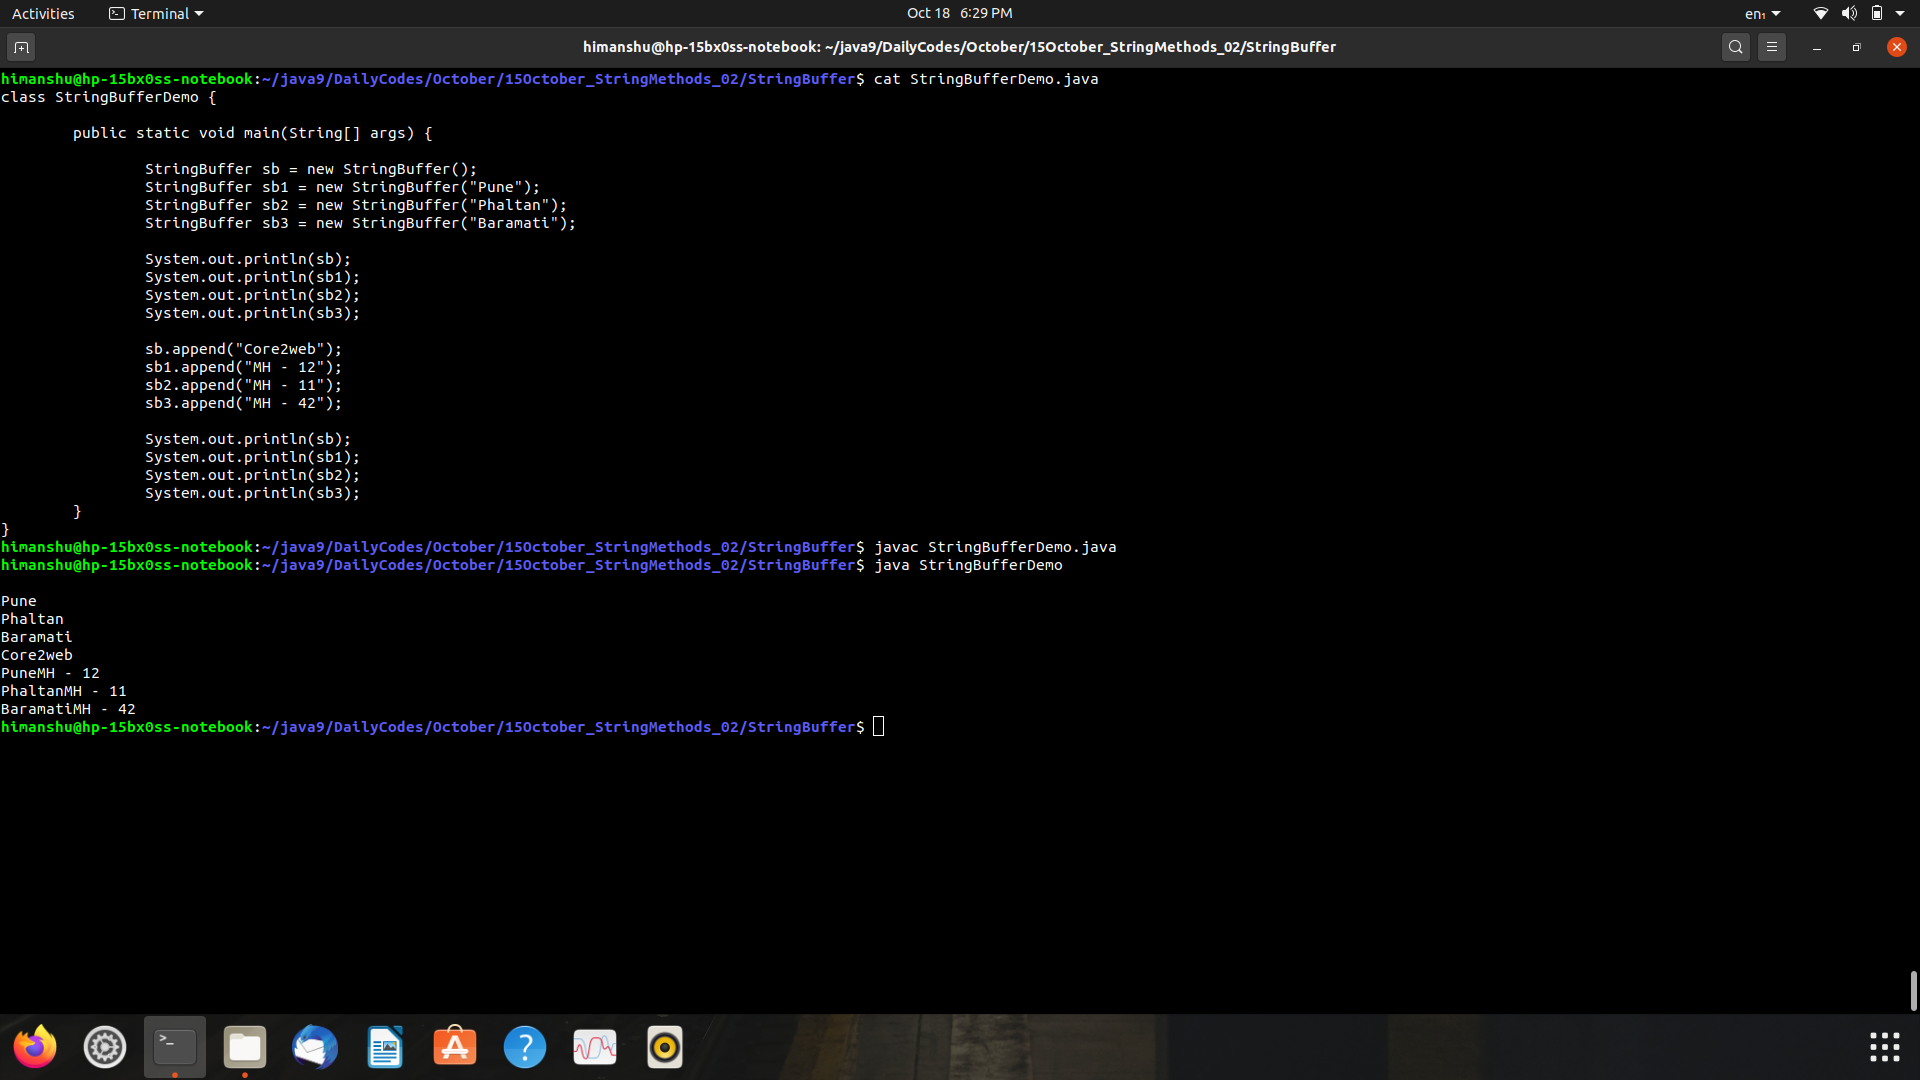 Activities Terminal Oct 18 6:29 PM en₁
himanshu@hp-15bx0ss-notebook: ~/java9/DailyCodes/October/15October_StringMethods_02/StringBuffer
himanshu@hp-15bx0ss-notebook:~/java9/DailyCodes/October/15October_StringMethods_02/StringBuffer$ cat StringBufferDemo.java
class StringBufferDemo {
        public static void main(String[] args) {
                StringBuffer sb = new StringBuffer();
                StringBuffer sb1 = new StringBuffer("Pune");
                StringBuffer sb2 = new StringBuffer("Phaltan");
                StringBuffer sb3 = new StringBuffer("Baramati");
                System.out.println(sb);
                System.out.println(sb1);
                System.out.println(sb2);
                System.out.println(sb3);
                sb.append("Core2web");
                sb1.append("MH - 12");
                sb2.append("MH - 11");
                sb3.append("MH - 42");
                System.out.println(sb);
                System.out.println(sb1);
                System.out.println(sb2);
                System.out.println(sb3);
        }
}
himanshu@hp-15bx0ss-notebook:~/java9/DailyCodes/October/15October_StringMethods_02/StringBuffer$ javac StringBufferDemo.java
himanshu@hp-15bx0ss-notebook:~/java9/DailyCodes/October/15October_StringMethods_02/StringBuffer$ java StringBufferDemo
Pune
Phaltan
Baramati
Core2web
PuneMH - 12
PhaltanMH - 11
BaramatiMH - 42
himanshu@hp-15bx0ss-notebook:~/java9/DailyCodes/October/15October_StringMethods_02/StringBuffer$